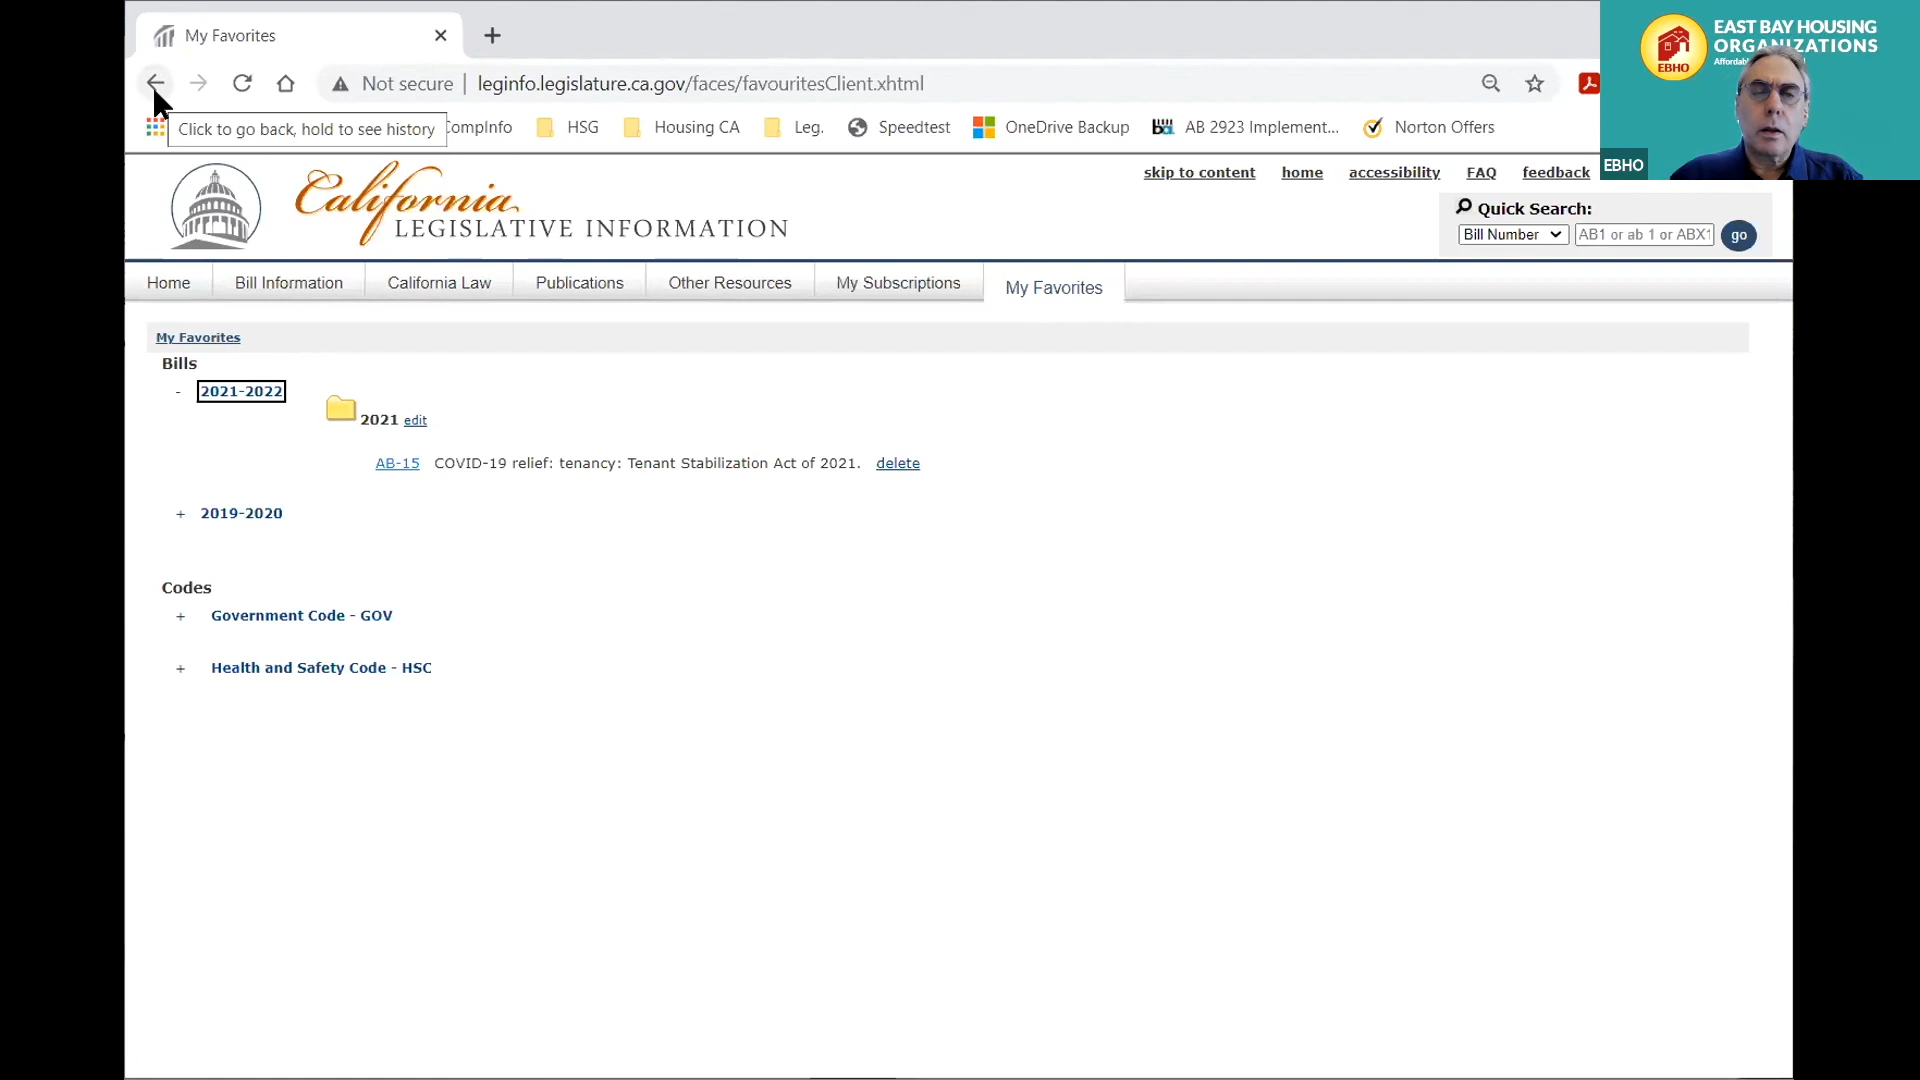 My Favorites
Not secure | leginfo.legislature.ca.gov/faces/favouritesClient.xhtml
Click to go back, hold to see history
CompInfo
HSG
Housing CA
Leg.
Speedtest
OneDrive Backup
AB 2923 Implement...
Norton Offers
EAST BAY HOUSING
ORGANIZATIONS
EBHO
EBHO
California
LEGISLATIVE INFORMATION
skip to content
home
accessibility
FAQ
feedback
Quick Search:
Bill Number
AB1 or ab 1 or ABX1
go
Home
Bill Information
California Law
Publications
Other Resources
My Subscriptions
My Favorites
My Favorites
Bills
- 2021-2022
2021 edit
AB-15 COVID-19 relief: tenancy: Tenant Stabilization Act of 2021. delete
+ 2019-2020
Codes
+ Government Code - GOV
+ Health and Safety Code - HSC